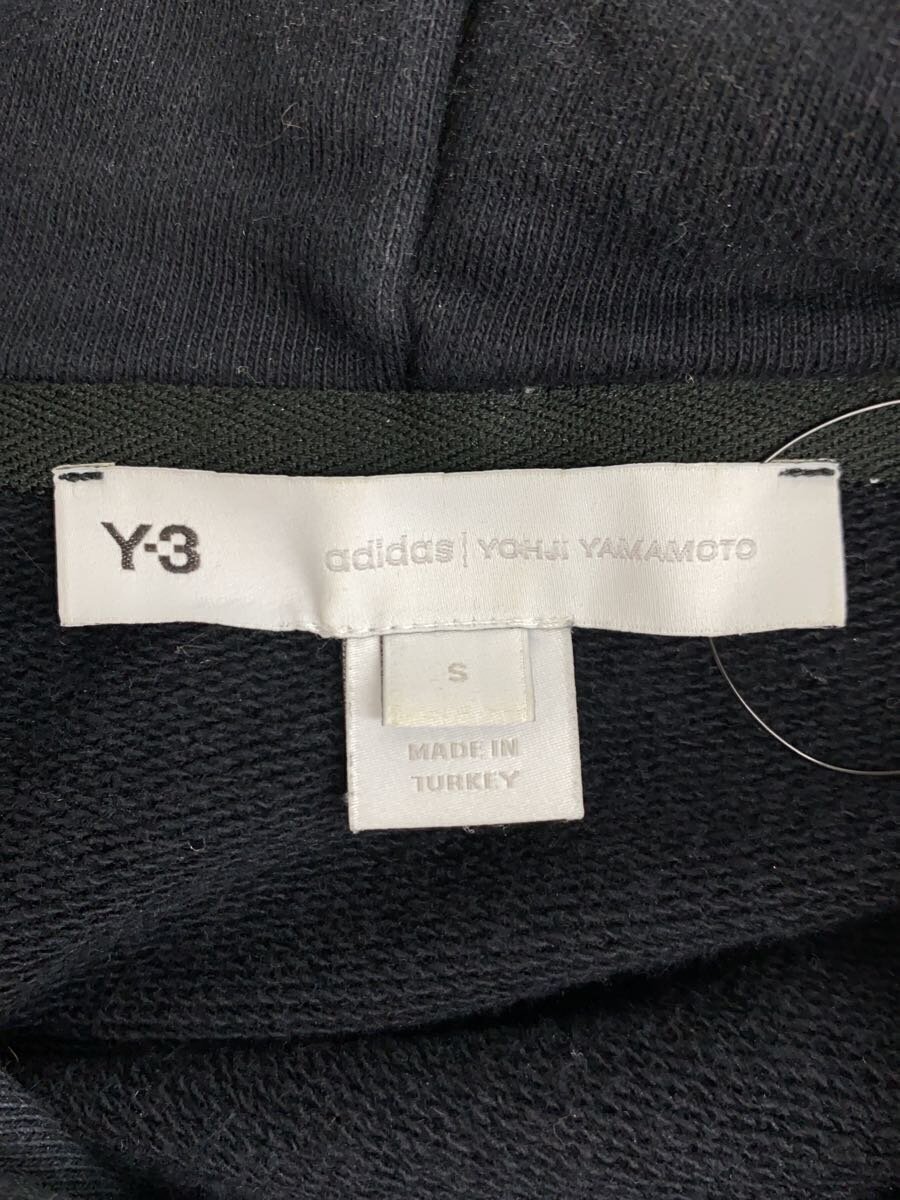 Y-3 adidas | YOHJI YAMAMOTO
S
MADE IN
TURKEY